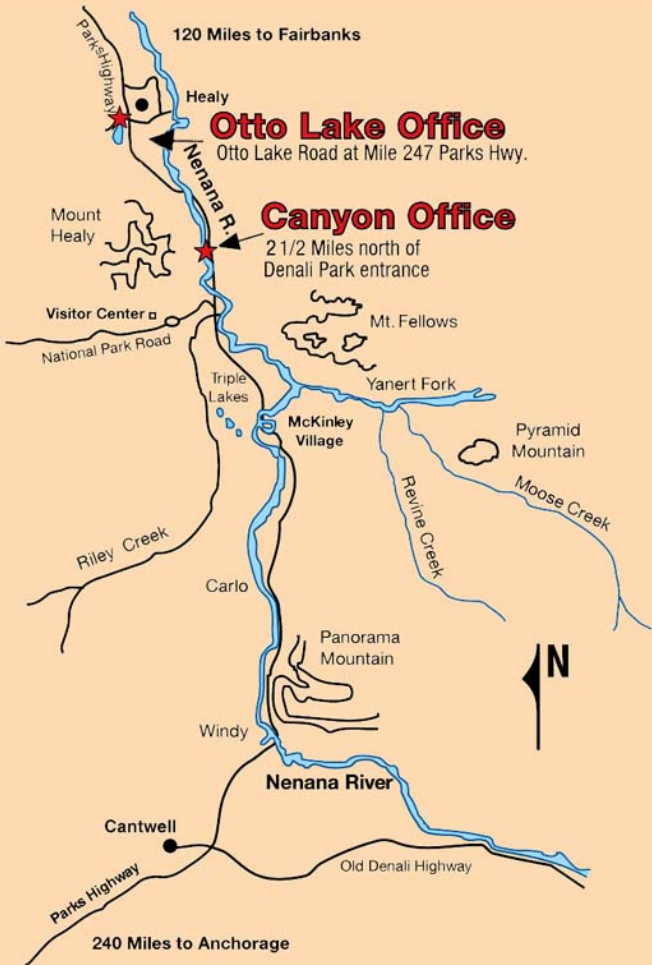 120 Miles to Fairbanks
ParksHighway
Healy
Otto Lake Office
Otto Lake Road at Mile 247 Parks Hwy.
Nenana R.
Mount
Healy
Canyon Office
2 1/2 Miles north of
Denali Park entrance
Visitor Center
National Park Road
Mt. Fellows
Triple
Lakes
Yanert Fork
McKinley
Village
Pyramid
Mountain
Moose Creek
Revine Creek
Riley Creek
Carlo
Panorama
Mountain
N
Windy
Nenana River
Cantwell
Old Denali Highway
Parks Highway
240 Miles to Anchorage